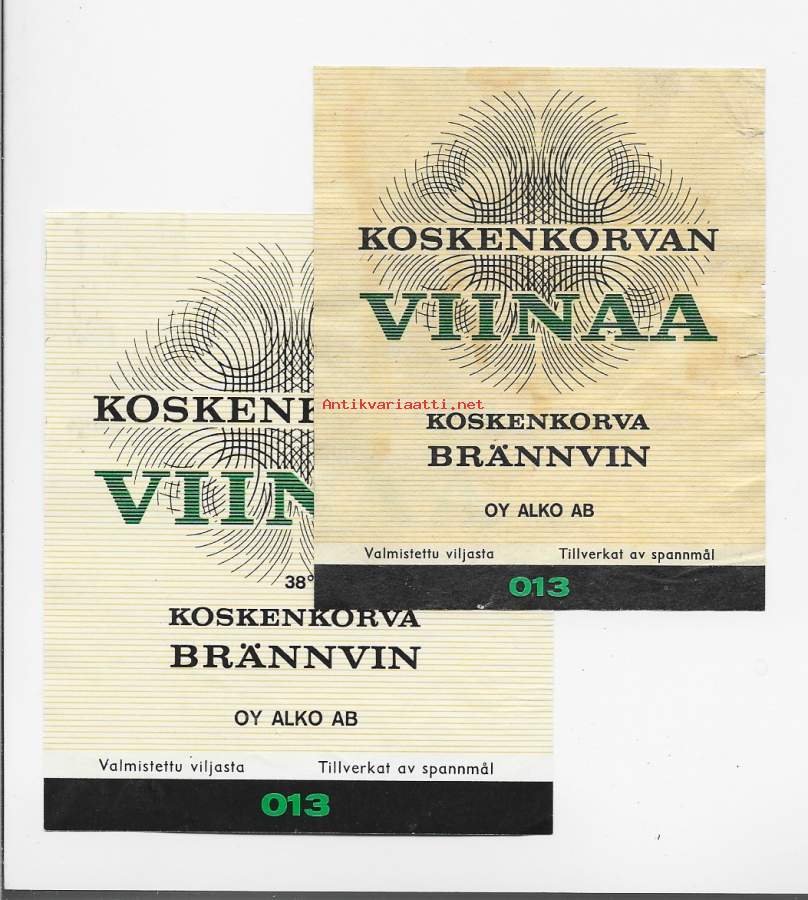 KOSKENKORVAN
VIINAA
KOSKENKORVA
BRÄNNVIN
OY ALKO AB
Valmistettu viljasta Tillverkat av spannmål
013
Antikvariaatti.net
KOSKENK
VIIN
38°
KOSKENKORVA
BRÄNNVIN
OY ALKO AB
Valmistettu viljasta Tillverkat av spannmål
013